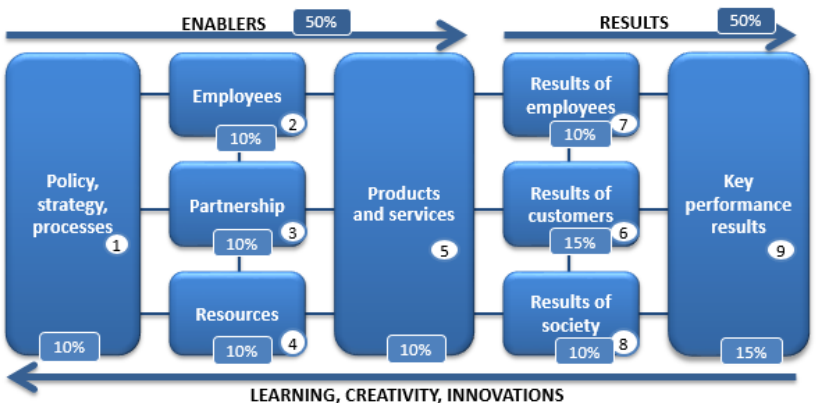 ENABLERS 50%
RESULTS 50%
Policy,
strategy,
processes
1
10%
Employees
2
10%
Partnership
3
10%
Resources
4
10%
Products
and services
5
10%
Results of
employees
7
10%
Results of
customers
6
15%
Results of
society
8
10%
Key
performance
results
9
15%
LEARNING, CREATIVITY, INNOVATIONS